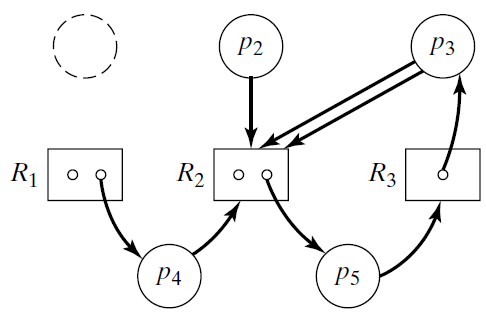 p₂ p₃
R₁ R₂ R₃
p₄ p₅